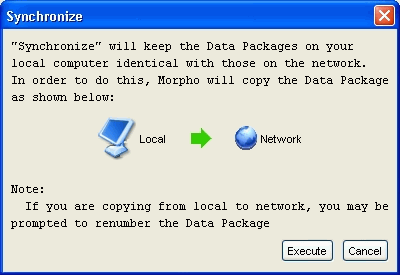 Synchronize
"Synchronize" will keep the Data Packages on your
local computer identical with those on the network.
In order to do this, Morpho will copy the Data Package
as shown below:
Local
Network
Note:
If you are copying from local to network, you may be
prompted to renumber the Data Package
Execute
Cancel